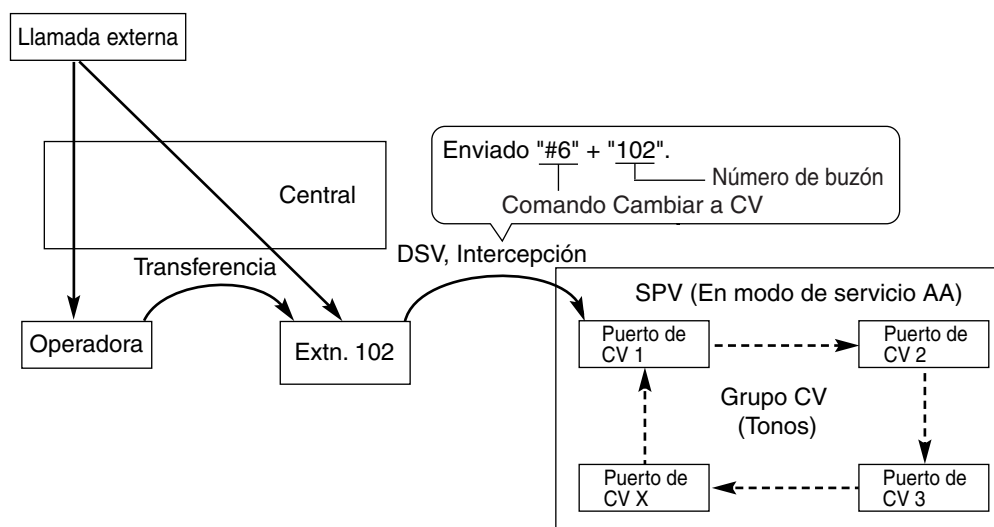 Llamada externa
Central
Enviado "#6" + "102".
Número de buzón
Comando Cambiar a CV
Transferencia
DSV, Intercepción
Operadora
Extn. 102
SPV (En modo de servicio AA)
Puerto de
CV 1
Puerto de
CV 2
Grupo CV
(Tonos)
Puerto de
CV X
Puerto de
CV 3